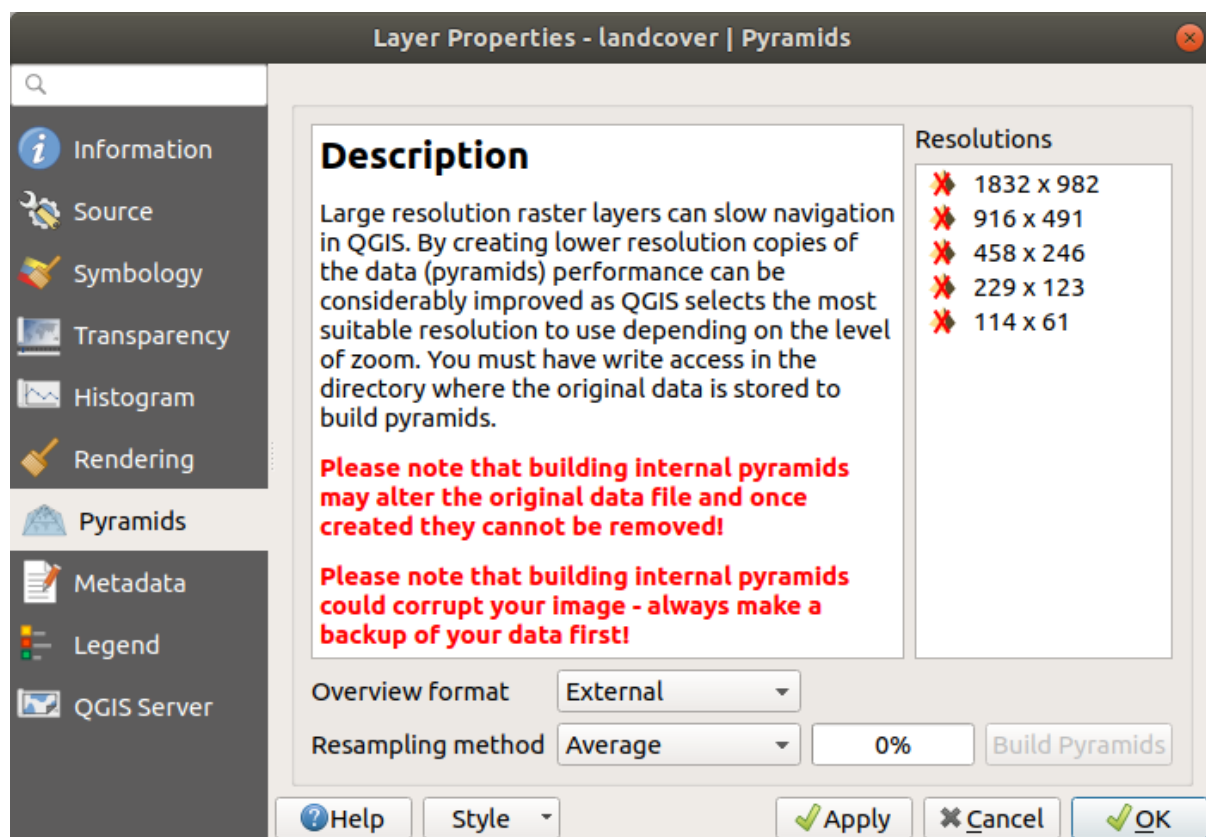 Layer Properties - landcover | Pyramids
Information
Source
Symbology
Transparency
Histogram
Rendering
Pyramids
Metadata
Legend
QGIS Server
Description
Large resolution raster layers can slow navigation
in QGIS. By creating lower resolution copies of
the data (pyramids) performance can be
considerably improved as QGIS selects the most
suitable resolution to use depending on the level
of zoom. You must have write access in the
directory where the original data is stored to
build pyramids.
Please note that building internal pyramids
may alter the original data file and once
created they cannot be removed!
Please note that building internal pyramids
could corrupt your image - always make a
backup of your data first!
Resolutions
1832 x 982
916 x 491
458 x 246
229 x 123
114 x 61
Overview format External
Resampling method Average 0% Build Pyramids
Help Style Apply Cancel OK